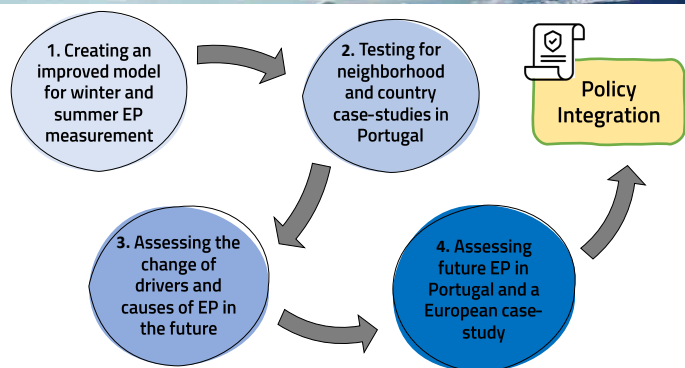 1. Creating an
improved model
for winter and
summer EP
measurement
2. Testing for
neighborhood
and country
case-studies in
Portugal
Policy
Integration
3. Assessing the
change of
drivers and
causes of EP in
the future
4. Assessing
future EP in
Portugal and a
European case-
study